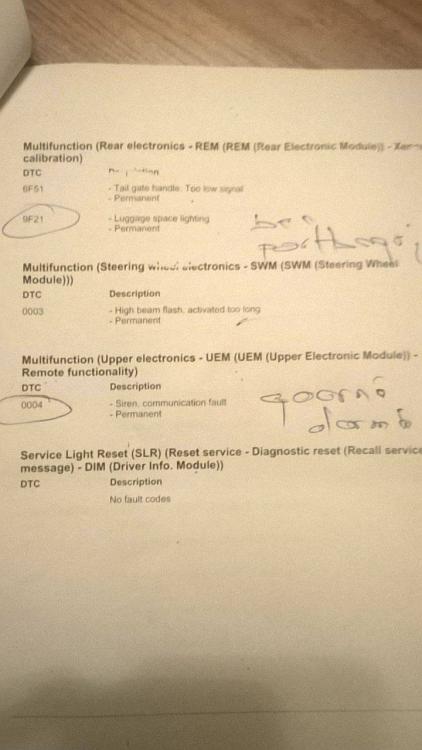 Multifunction (Rear electronics - REM (REM (Rear Electronic Module)) - Xenon
calibration)
DTC
6F51 - Tail gate handle. Too low signal
- Permanent
9F21 - Luggage space lighting
- Permanent
Multifunction (Steering wheel electronics - SWM (SWM (Steering Wheel
Module)))
DTC Description
0003 - High beam flash, activated too long
- Permanent
Multifunction (Upper electronics - UEM (UEM (Upper Electronic Module)) -
Remote functionality)
DTC Description
0004 - Siren, communication fault
- Permanent
Service Light Reset (SLR) (Reset service - Diagnostic reset (Recall service
message) - DIM (Driver Info. Module))
DTC Description
No fault codes